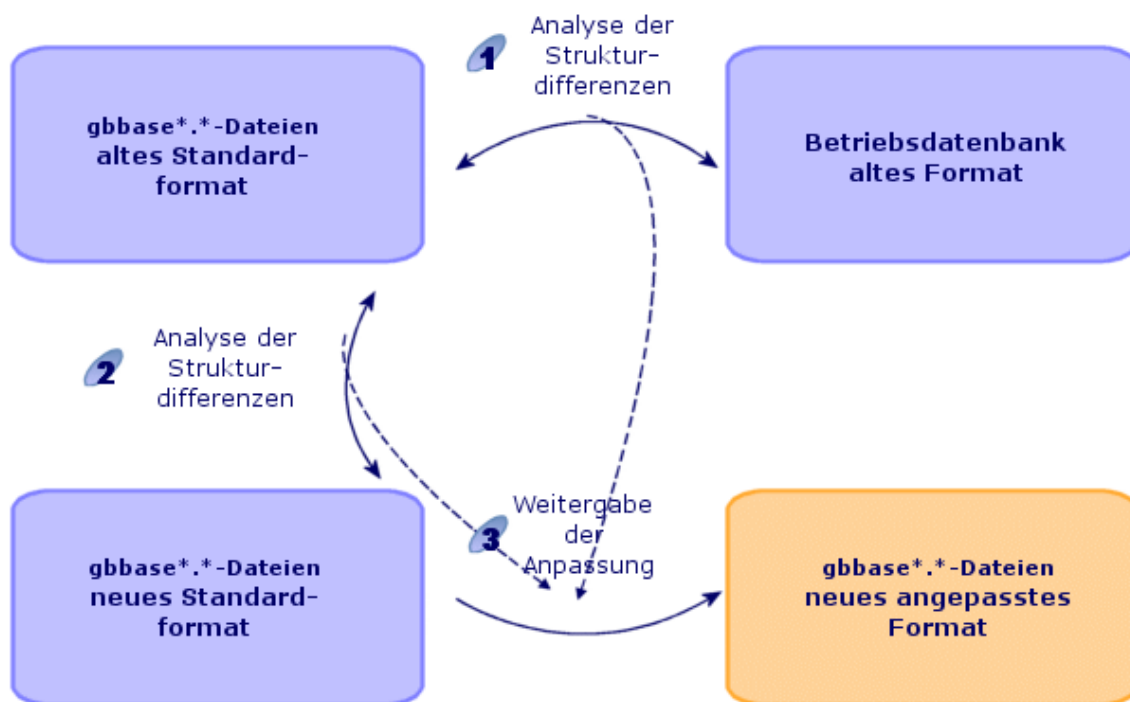 1
Analyse der
Struktur-
differenzen
gbbase*.*-Dateien
altes Standard-
format
Betriebsdatenbank
altes Format
2
Analyse der
Struktur-
differenzen
3
Weitergabe
der
Anpassung
gbbase*.*-Dateien
neues Standard-
format
gbbase*.*-Dateien
neues angepasstes
Format